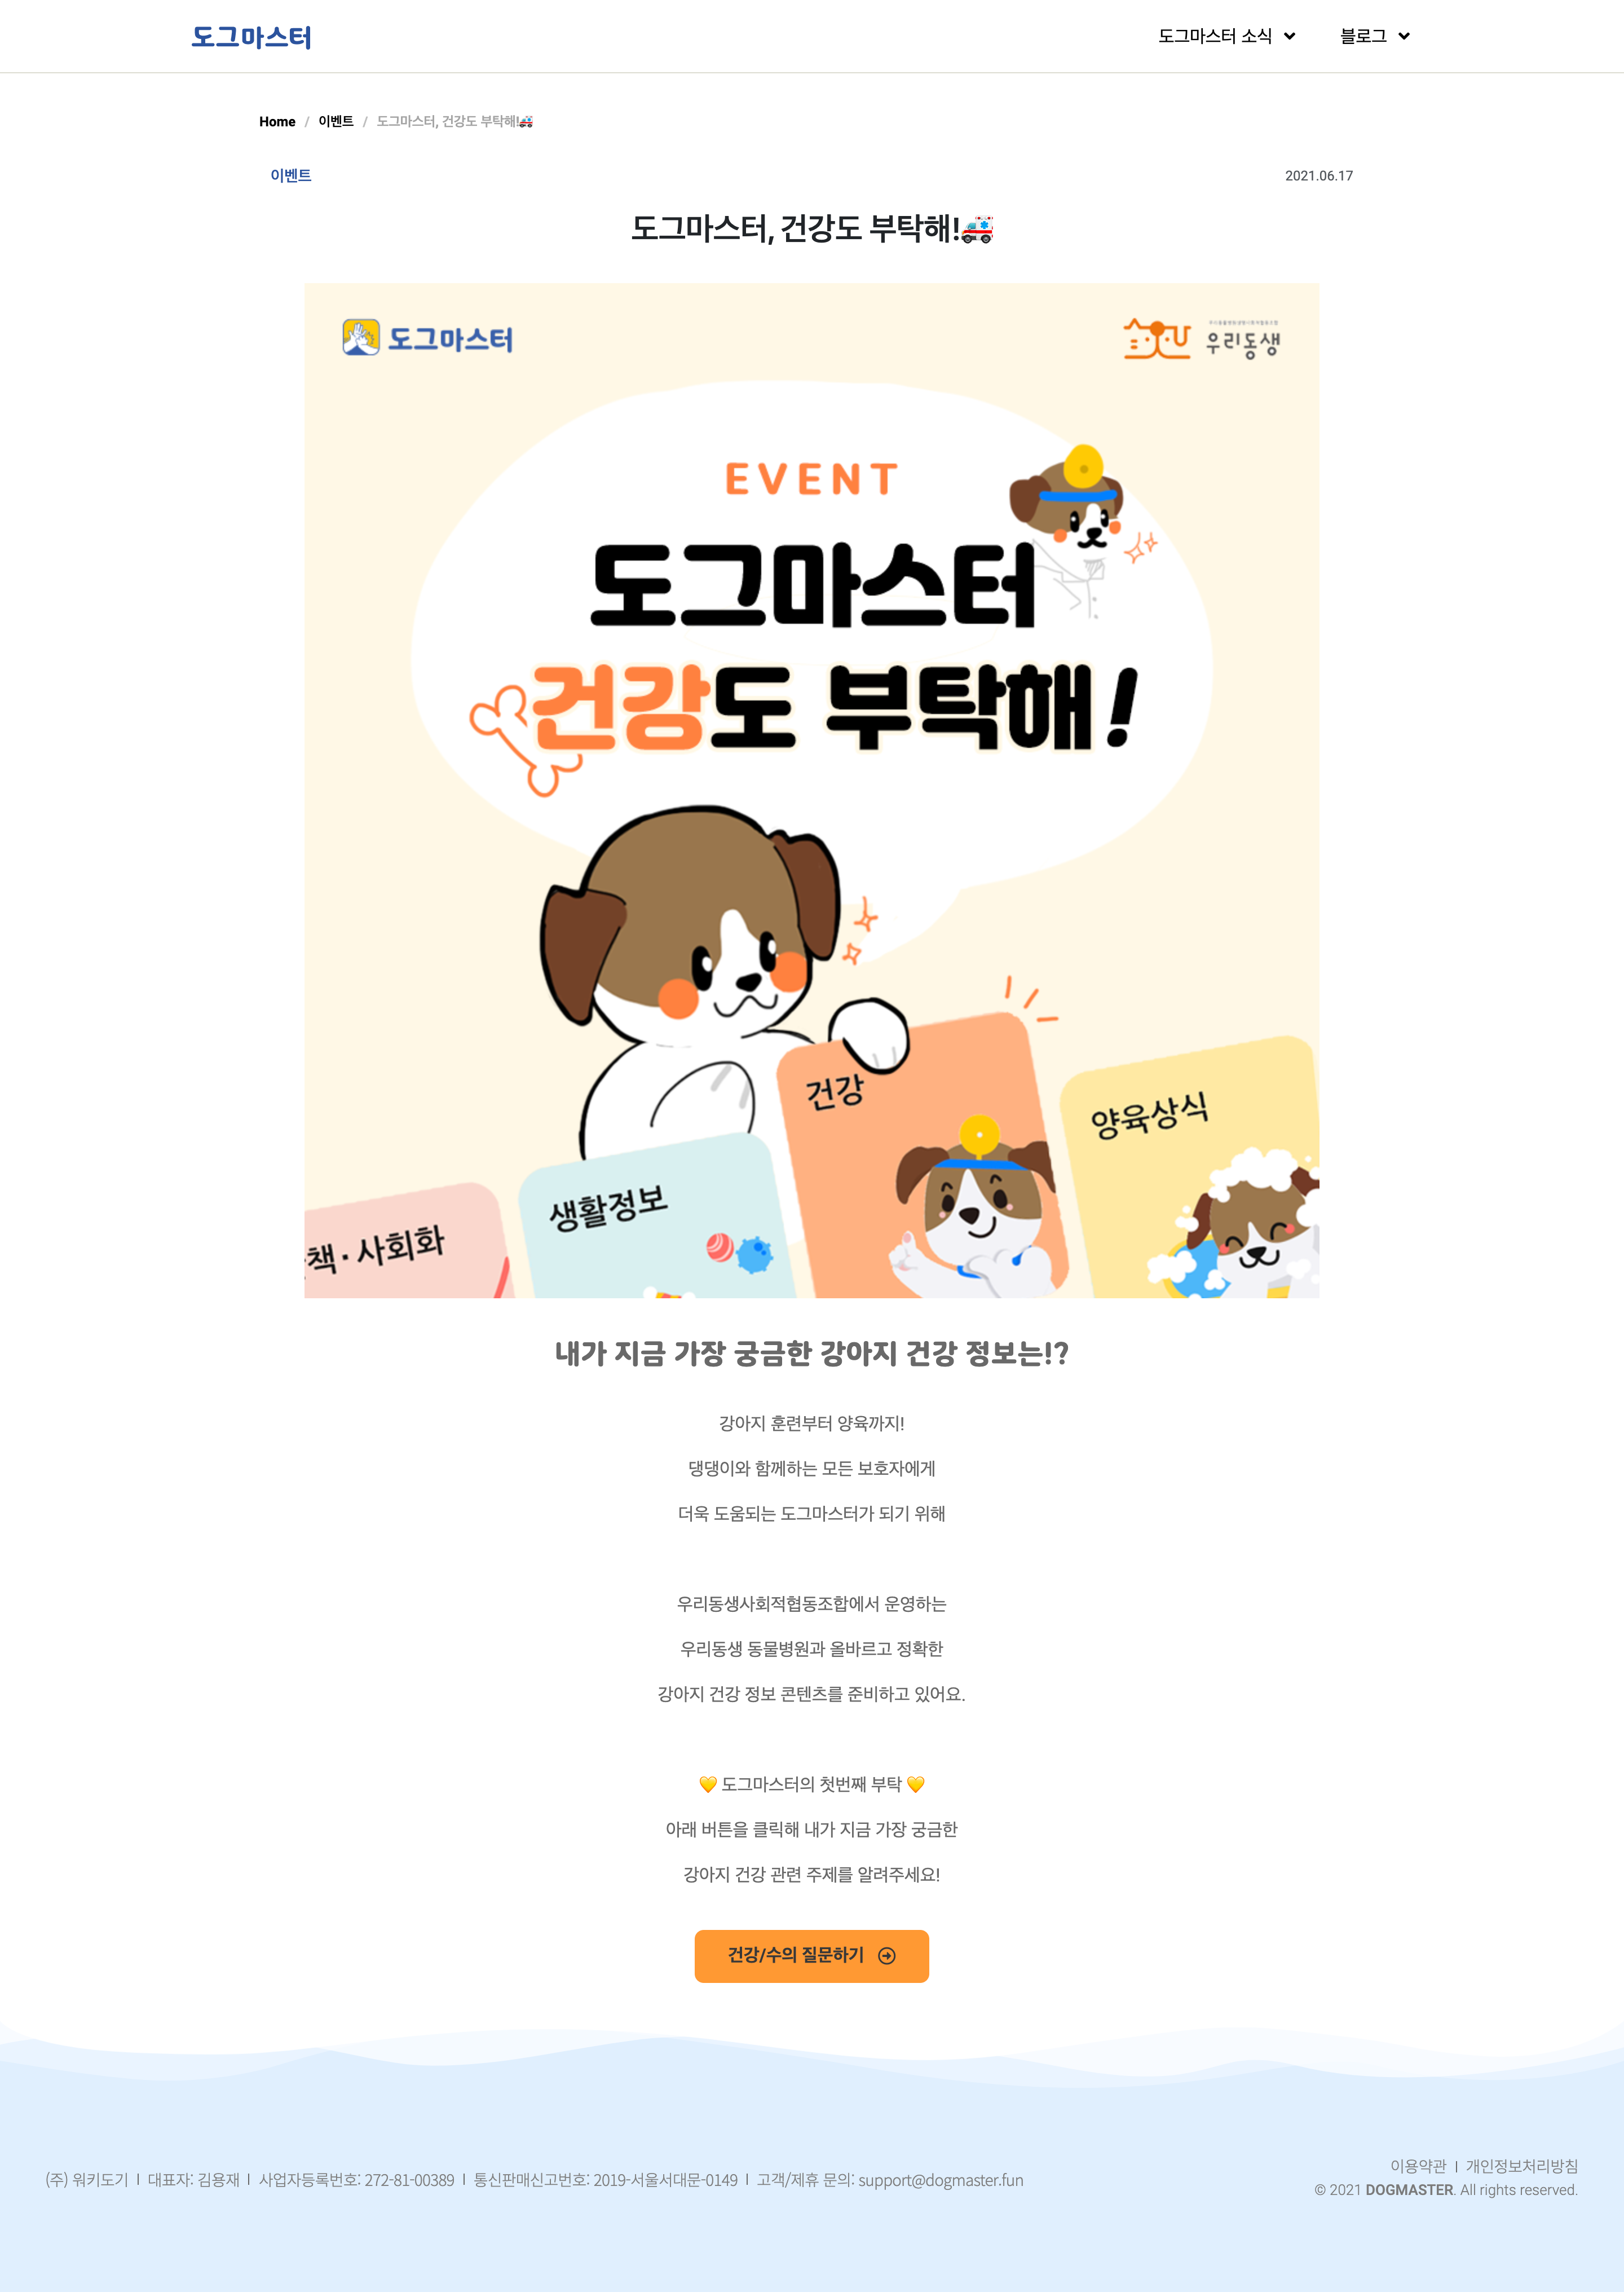 도그마스터
도그마스터 소식
블로그
Home / 이벤트 / 도그마스터, 건강도 부탁해!🚑
이벤트
2021.06.17
도그마스터, 건강도 부탁해!🚑
도그마스터
우리동생
EVENT
도그마스터
건강도 부탁해!
건강
양육상식
생활정보
책·사회화
내가 지금 가장 궁금한 강아지 건강 정보는!?
강아지 훈련부터 양육까지!
댕댕이와 함께하는 모든 보호자에게
더욱 도움되는 도그마스터가 되기 위해
우리동생사회적협동조합에서 운영하는
우리동생 동물병원과 올바르고 정확한
강아지 건강 정보 콘텐츠를 준비하고 있어요.
💛 도그마스터의 첫번째 부탁 💛
아래 버튼을 클릭해 내가 지금 가장 궁금한
강아지 건강 관련 주제를 알려주세요!
건강/수의 질문하기
(주) 워키도기 | 대표자: 김용재 | 사업자등록번호: 272-81-00389 | 통신판매신고번호: 2019-서울서대문-0149 | 고객/제휴 문의: support@dogmaster.fun
이용약관 | 개인정보처리방침
© 2021 DOGMASTER. All rights reserved.